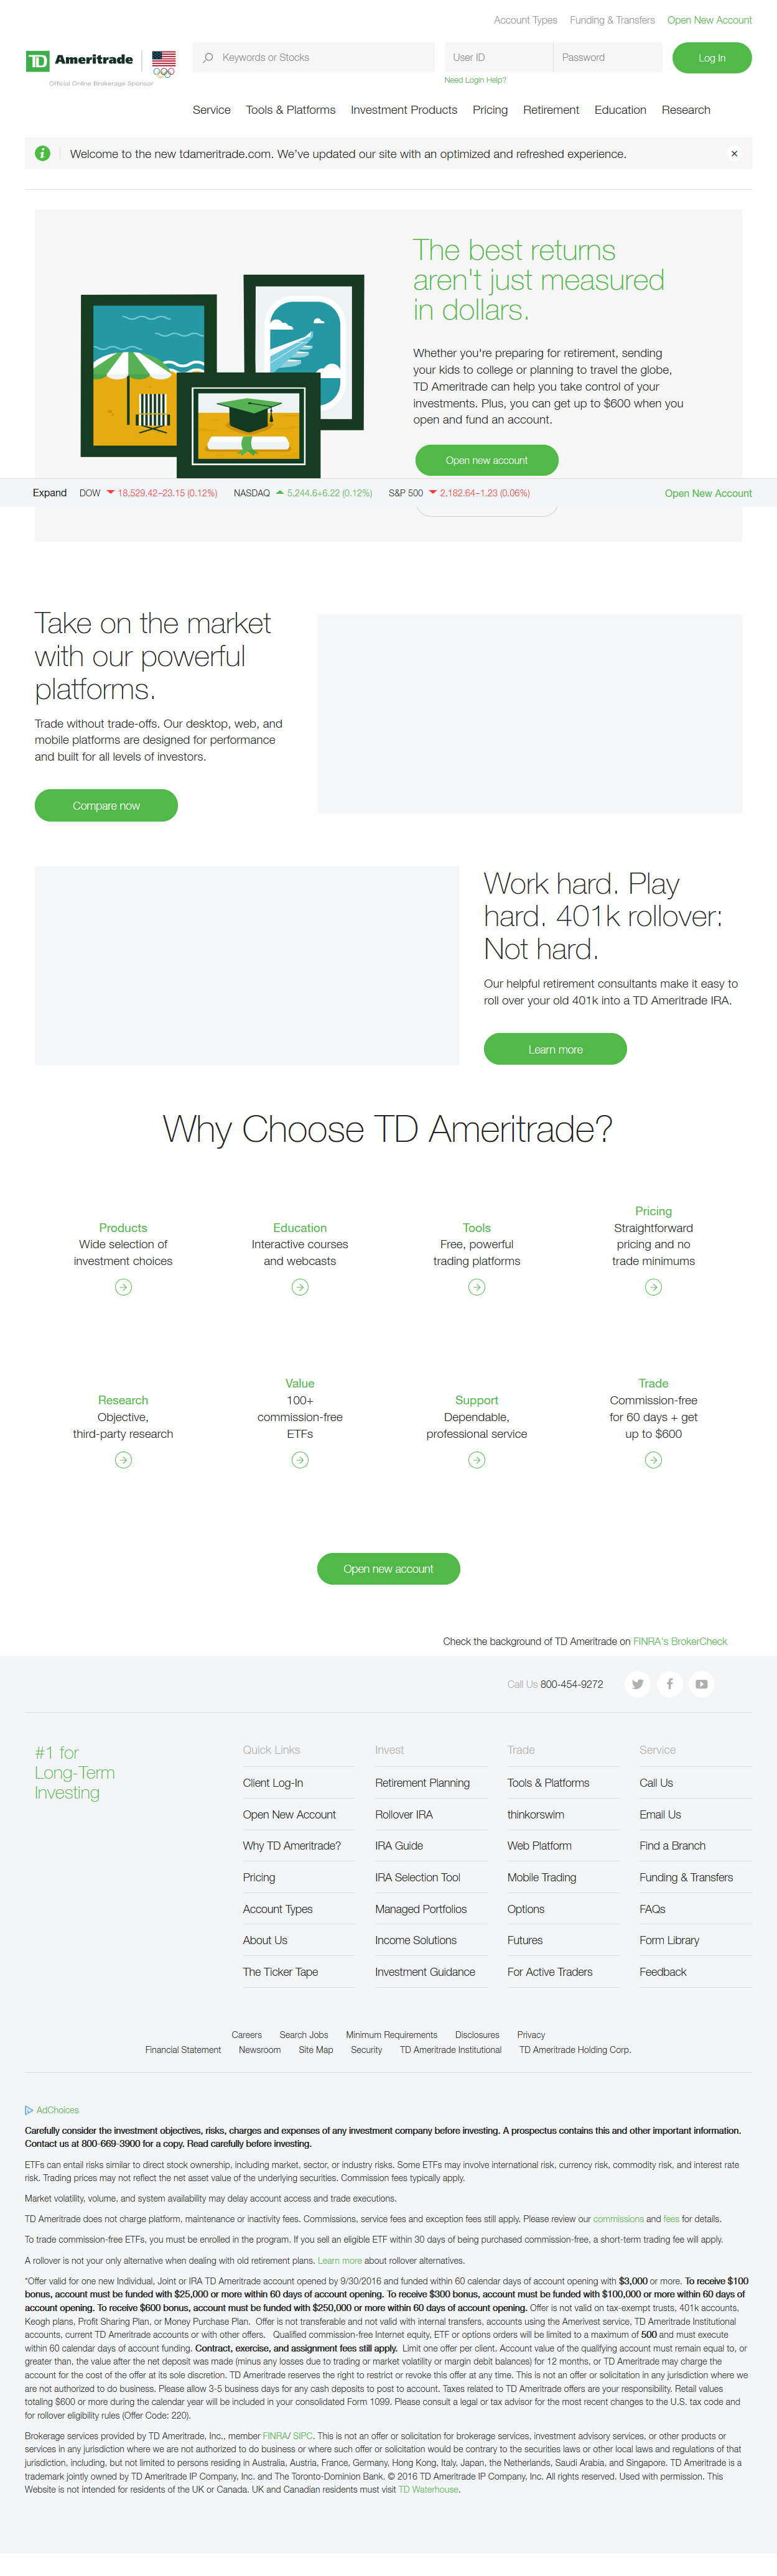 Account Types Funding & Transfers Open New Account
TD Ameritrade
Official Online Brokerage Sponsor
Keywords or Stocks
User ID
Password
Log In
Need Login Help?
Service Tools & Platforms Investment Products Pricing Retirement Education Research
Welcome to the new tdameritrade.com. We've updated our site with an optimized and refreshed experience.
The best returns
aren't just measured
in dollars.
Whether you're preparing for retirement, sending
your kids to college or planning to travel the globe,
TD Ameritrade can help you take control of your
investments. Plus, you can get up to $600 when you
open and fund an account.
Open new account
Expand DOW 18,529.42−23.15 (0.12%) NASDAQ 5,244.6+6.22 (0.12%) S&P 500 2,182.64−1.23 (0.06%) Open New Account
Take on the market
with our powerful
platforms.
Trade without trade-offs. Our desktop, web, and
mobile platforms are designed for performance
and built for all levels of investors.
Compare now
Work hard. Play
hard. 401k rollover:
Not hard.
Our helpful retirement consultants make it easy to
roll over your old 401k into a TD Ameritrade IRA.
Learn more
Why Choose TD Ameritrade?
Products
Wide selection of
investment choices
Education
Interactive courses
and webcasts
Tools
Free, powerful
trading platforms
Pricing
Straightforward
pricing and no
trade minimums
Research
Objective,
third-party research
Value
100+
commission-free
ETFs
Support
Dependable,
professional service
Trade
Commission-free
for 60 days + get
up to $600
Open new account
Check the background of TD Ameritrade on FINRA's BrokerCheck
Call Us 800-454-9272
#1 for
Long-Term
Investing
Quick Links
Client Log-In
Open New Account
Why TD Ameritrade?
Pricing
Account Types
About Us
The Ticker Tape
Invest
Retirement Planning
Rollover IRA
IRA Guide
IRA Selection Tool
Managed Portfolios
Income Solutions
Investment Guidance
Trade
Tools & Platforms
thinkorswim
Web Platform
Mobile Trading
Options
Futures
For Active Traders
Service
Call Us
Email Us
Find a Branch
Funding & Transfers
FAQs
Form Library
Feedback
Careers Search Jobs Minimum Requirements Disclosures Privacy
Financial Statement Newsroom Site Map Security TD Ameritrade Institutional TD Ameritrade Holding Corp.
AdChoices
Carefully consider the investment objectives, risks, charges and expenses of any investment company before investing. A prospectus contains this and other important information.
Contact us at 800-669-3900 for a copy. Read carefully before investing.
ETFs can entail risks similar to direct stock ownership, including market, sector, or industry risks. Some ETFs may involve international risk, currency risk, commodity risk, and interest rate
risk. Trading prices may not reflect the net asset value of the underlying securities. Commission fees typically apply.
Market volatility, volume, and system availability may delay account access and trade executions.
TD Ameritrade does not charge platform, maintenance or inactivity fees. Commissions, service fees and exception fees still apply. Please review our commissions and fees for details.
To trade commission-free ETFs, you must be enrolled in the program. If you sell an eligible ETF within 30 days of being purchased commission-free, a short-term trading fee will apply.
A rollover is not your only alternative when dealing with old retirement plans. Learn more about rollover alternatives.
*Offer valid for one new Individual, Joint or IRA TD Ameritrade account opened by 9/30/2016 and funded within 60 calendar days of account opening with $3,000 or more. To receive $100
bonus, account must be funded with $25,000 or more within 60 days of account opening. To receive $300 bonus, account must be funded with $100,000 or more within 60 days of
account opening. To receive $600 bonus, account must be funded with $250,000 or more within 60 days of account opening. Offer is not valid on tax-exempt trusts, 401k accounts,
Keogh plans, Profit Sharing Plan, or Money Purchase Plan. Offer is not transferable and not valid with internal transfers, accounts using the Amerivest service, TD Ameritrade Institutional
accounts, current TD Ameritrade accounts or with other offers. Qualified commission-free Internet equity, ETF or options orders will be limited to a maximum of 500 and must execute
within 60 calendar days of account funding. Contract, exercise, and assignment fees still apply. Limit one offer per client. Account value of the qualifying account must remain equal to, or
greater than, the value after the net deposit was made (minus any losses due to trading or market volatility or margin debit balances) for 12 months, or TD Ameritrade may charge the
account for the cost of the offer at its sole discretion. TD Ameritrade reserves the right to restrict or revoke this offer at any time. This is not an offer or solicitation in any jurisdiction where we
are not authorized to do business. Please allow 3-5 business days for any cash deposits to post to account. Taxes related to TD Ameritrade offers are your responsibility. Retail values
totaling $600 or more during the calendar year will be included in your consolidated Form 1099. Please consult a legal or tax advisor for the most recent changes to the U.S. tax code and
for rollover eligibility rules (Offer Code: 220).
Brokerage services provided by TD Ameritrade, Inc., member FINRA/ SIPC. This is not an offer or solicitation for brokerage services, investment advisory services, or other products or
services in any jurisdiction where we are not authorized to do business or where such offer or solicitation would be contrary to the securities laws or other local laws and regulations of that
jurisdiction, including, but not limited to persons residing in Australia, Austria, France, Germany, Hong Kong, Italy, Japan, the Netherlands, Saudi Arabia, and Singapore. TD Ameritrade is a
trademark jointly owned by TD Ameritrade IP Company, Inc. and The Toronto-Dominion Bank. © 2016 TD Ameritrade IP Company, Inc. All rights reserved. Used with permission. This
Website is not intended for residents of the UK or Canada. UK and Canadian residents must visit TD Waterhouse.